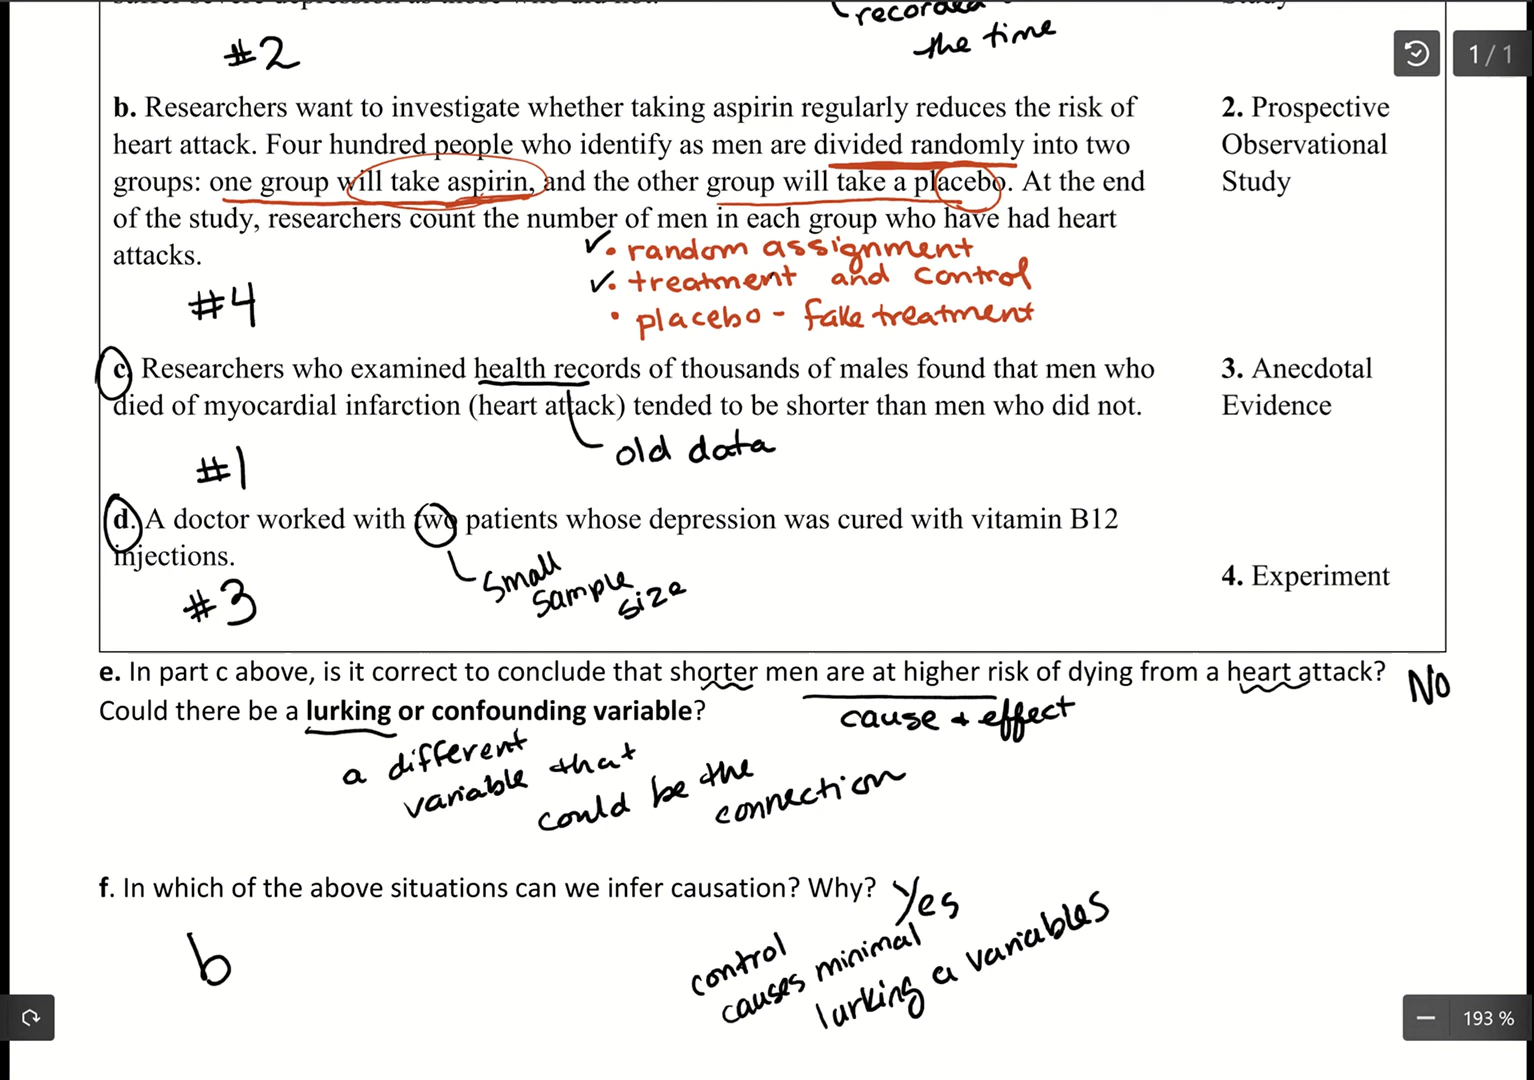 recorded
the time
#2
1 / 1
b. Researchers want to investigate whether taking aspirin regularly reduces the risk of
heart attack. Four hundred people who identify as men are divided randomly into two
groups: one group will take aspirin, and the other group will take a placebo. At the end
of the study, researchers count the number of men in each group who have had heart
attacks.
2. Prospective
Observational
Study
✓• random assignment
✓• treatment and control
• placebo - fake treatment
#4
c. Researchers who examined health records of thousands of males found that men who
died of myocardial infarction (heart attack) tended to be shorter than men who did not.
3. Anecdotal
Evidence
old data
#1
d. A doctor worked with two patients whose depression was cured with vitamin B12
injections.
small
sample
size
#3
4. Experiment
e. In part c above, is it correct to conclude that shorter men are at higher risk of dying from a heart attack?
No
Could there be a lurking or confounding variable?
cause + effect
a different
variable that
could be the
connection
f. In which of the above situations can we infer causation? Why?
Yes
b
control
causes minimal
lurking a variables
193 %